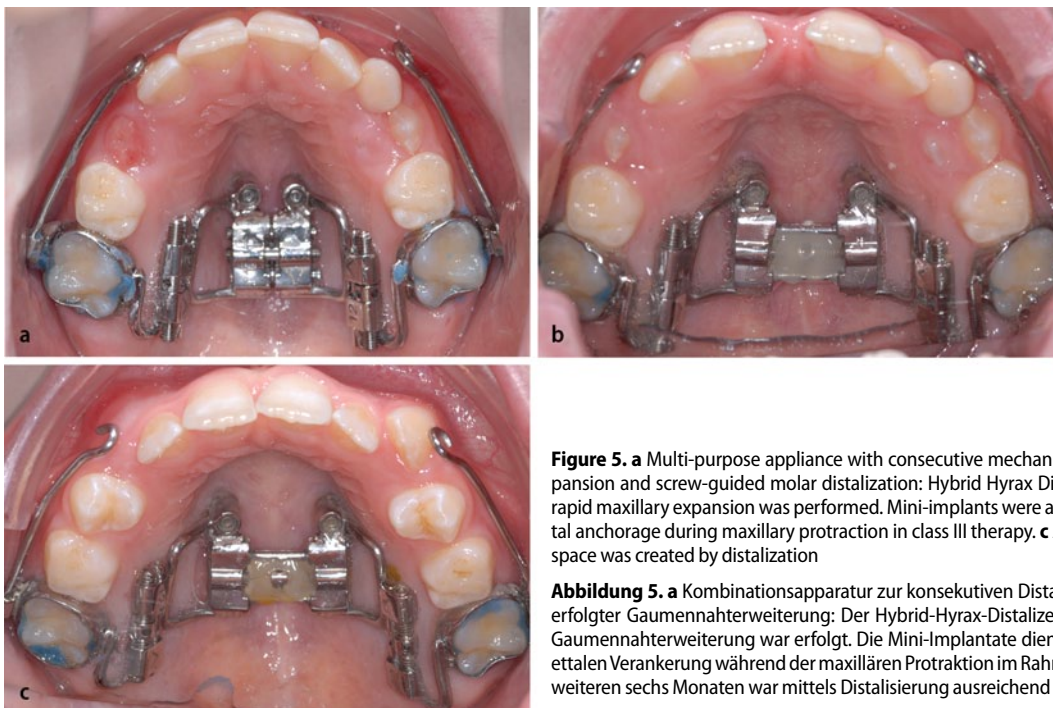 a
b
c
Figure 5. a Multi-purpose appliance with consecutive mechan
pansion and screw-guided molar distalization: Hybrid Hyrax Di
rapid maxillary expansion was performed. Mini-implants were a
tal anchorage during maxillary protraction in class III therapy. c
space was created by distalization
Abbildung 5. a Kombinationsapparatur zur konsekutiven Dista
erfolgter Gaumennahterweiterung: Der Hybrid-Hyrax-Distalize
Gaumennahterweiterung war erfolgt. Die Mini-Implantate dien
ettalen Verankerung während der maxillären Protraktion im Rah
weiteren sechs Monaten war mittels Distalisierung ausreichend